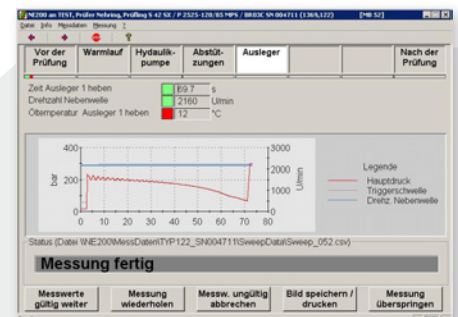 NE200 an TEST, Prüfer Nehring, Prüfling S 42 SX / P 2525-128/85 MPS / BR03C SN 004711 (1369,122) [MB 52]
Datei Info Messdaten Messung ?
Vor der Prüfung Warmlauf Hydraulik-pumpe Abstüt-zungen Ausleger Nach der Prüfung
Zeit Ausleger 1 heben 69.7 s
Drehzahl Nebenwelle 2160 U/min
Öltemperatur Ausleger 1 heben 12 °C
400 3000
200 2000
1000
0 0
bar U/min
0 10 20 30 40 50 60 70 80
Legende
Hauptdruck
Triggerschwelle
Drehz. Nebenwelle
Status (Datei \\NE200\MessDaten\TYP122_SN004711\SweepData\Sweep_052.csv)
Messung fertig
Messwerte gültig weiter Messung wiederholen Messw. ungültig abbrechen Bild speichern / drucken Messung überspringen